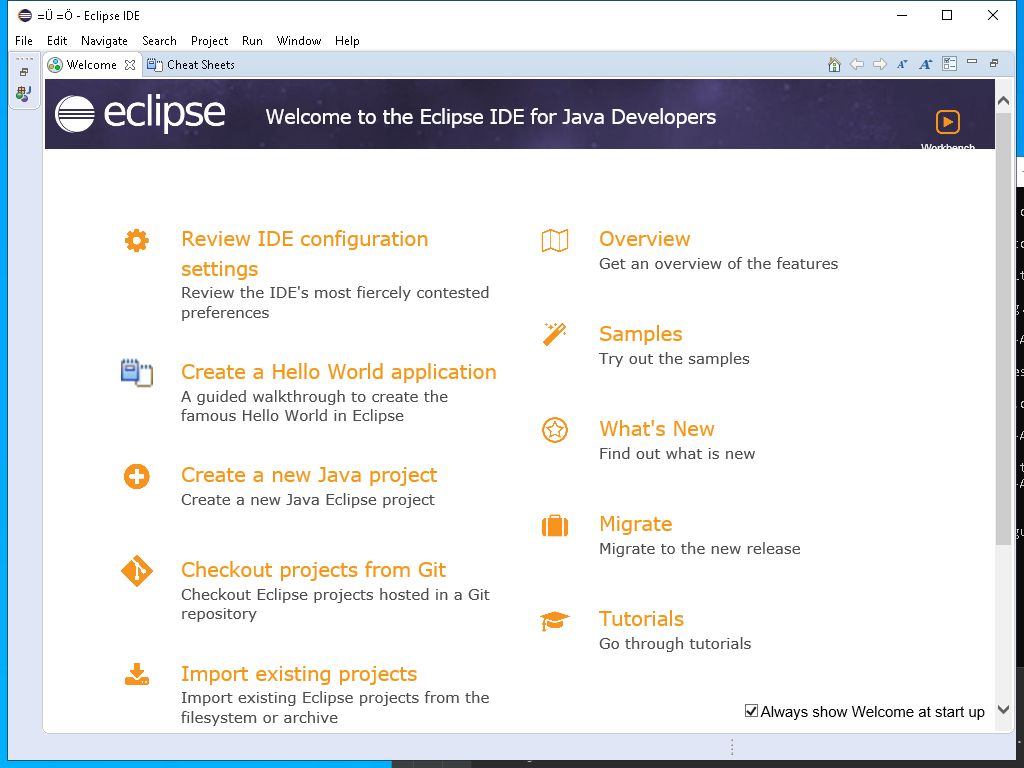 =Ü =Ö - Eclipse IDE
File Edit Navigate Search Project Run Window Help
Welcome Cheat Sheets
eclipse
Welcome to the Eclipse IDE for Java Developers
Workbench
Review IDE configuration
settings
Review the IDE's most fiercely contested
preferences
Create a Hello World application
A guided walkthrough to create the
famous Hello World in Eclipse
Create a new Java project
Create a new Java Eclipse project
Checkout projects from Git
Checkout Eclipse projects hosted in a Git
repository
Import existing projects
Import existing Eclipse projects from the
filesystem or archive
Overview
Get an overview of the features
Samples
Try out the samples
What's New
Find out what is new
Migrate
Migrate to the new release
Tutorials
Go through tutorials
Always show Welcome at start up